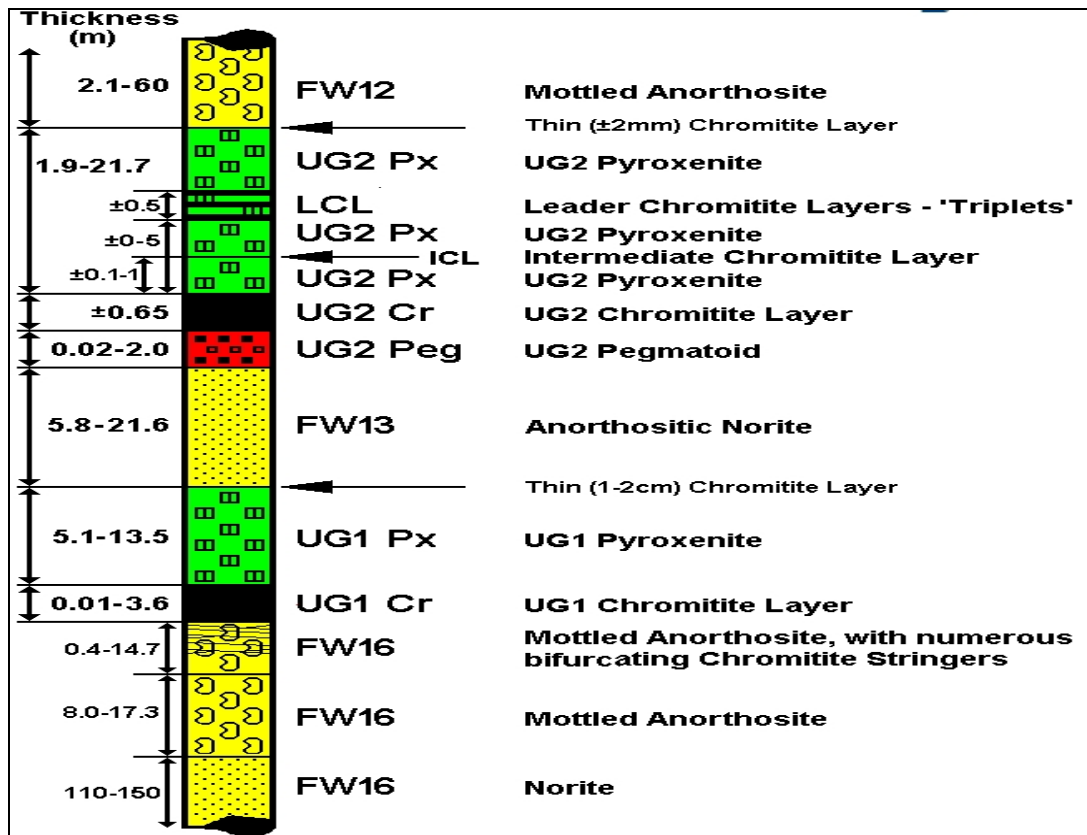 Thickness
(m)
2.1-60 FW12 Mottled Anorthosite
Thin (±2mm) Chromitite Layer
1.9-21.7 UG2 Px UG2 Pyroxenite
±0.5 LCL Leader Chromitite Layers - 'Triplets'
±0-5 UG2 Px UG2 Pyroxenite
ICL Intermediate Chromitite Layer
±0.1-1 UG2 Px UG2 Pyroxenite
±0.65 UG2 Cr UG2 Chromitite Layer
0.02-2.0 UG2 Peg UG2 Pegmatoid
5.8-21.6 FW13 Anorthositic Norite
Thin (1-2cm) Chromitite Layer
5.1-13.5 UG1 Px UG1 Pyroxenite
0.01-3.6 UG1 Cr UG1 Chromitite Layer
0.4-14.7 FW16 Mottled Anorthosite, with numerous
bifurcating Chromitite Stringers
8.0-17.3 FW16 Mottled Anorthosite
110-150 FW16 Norite